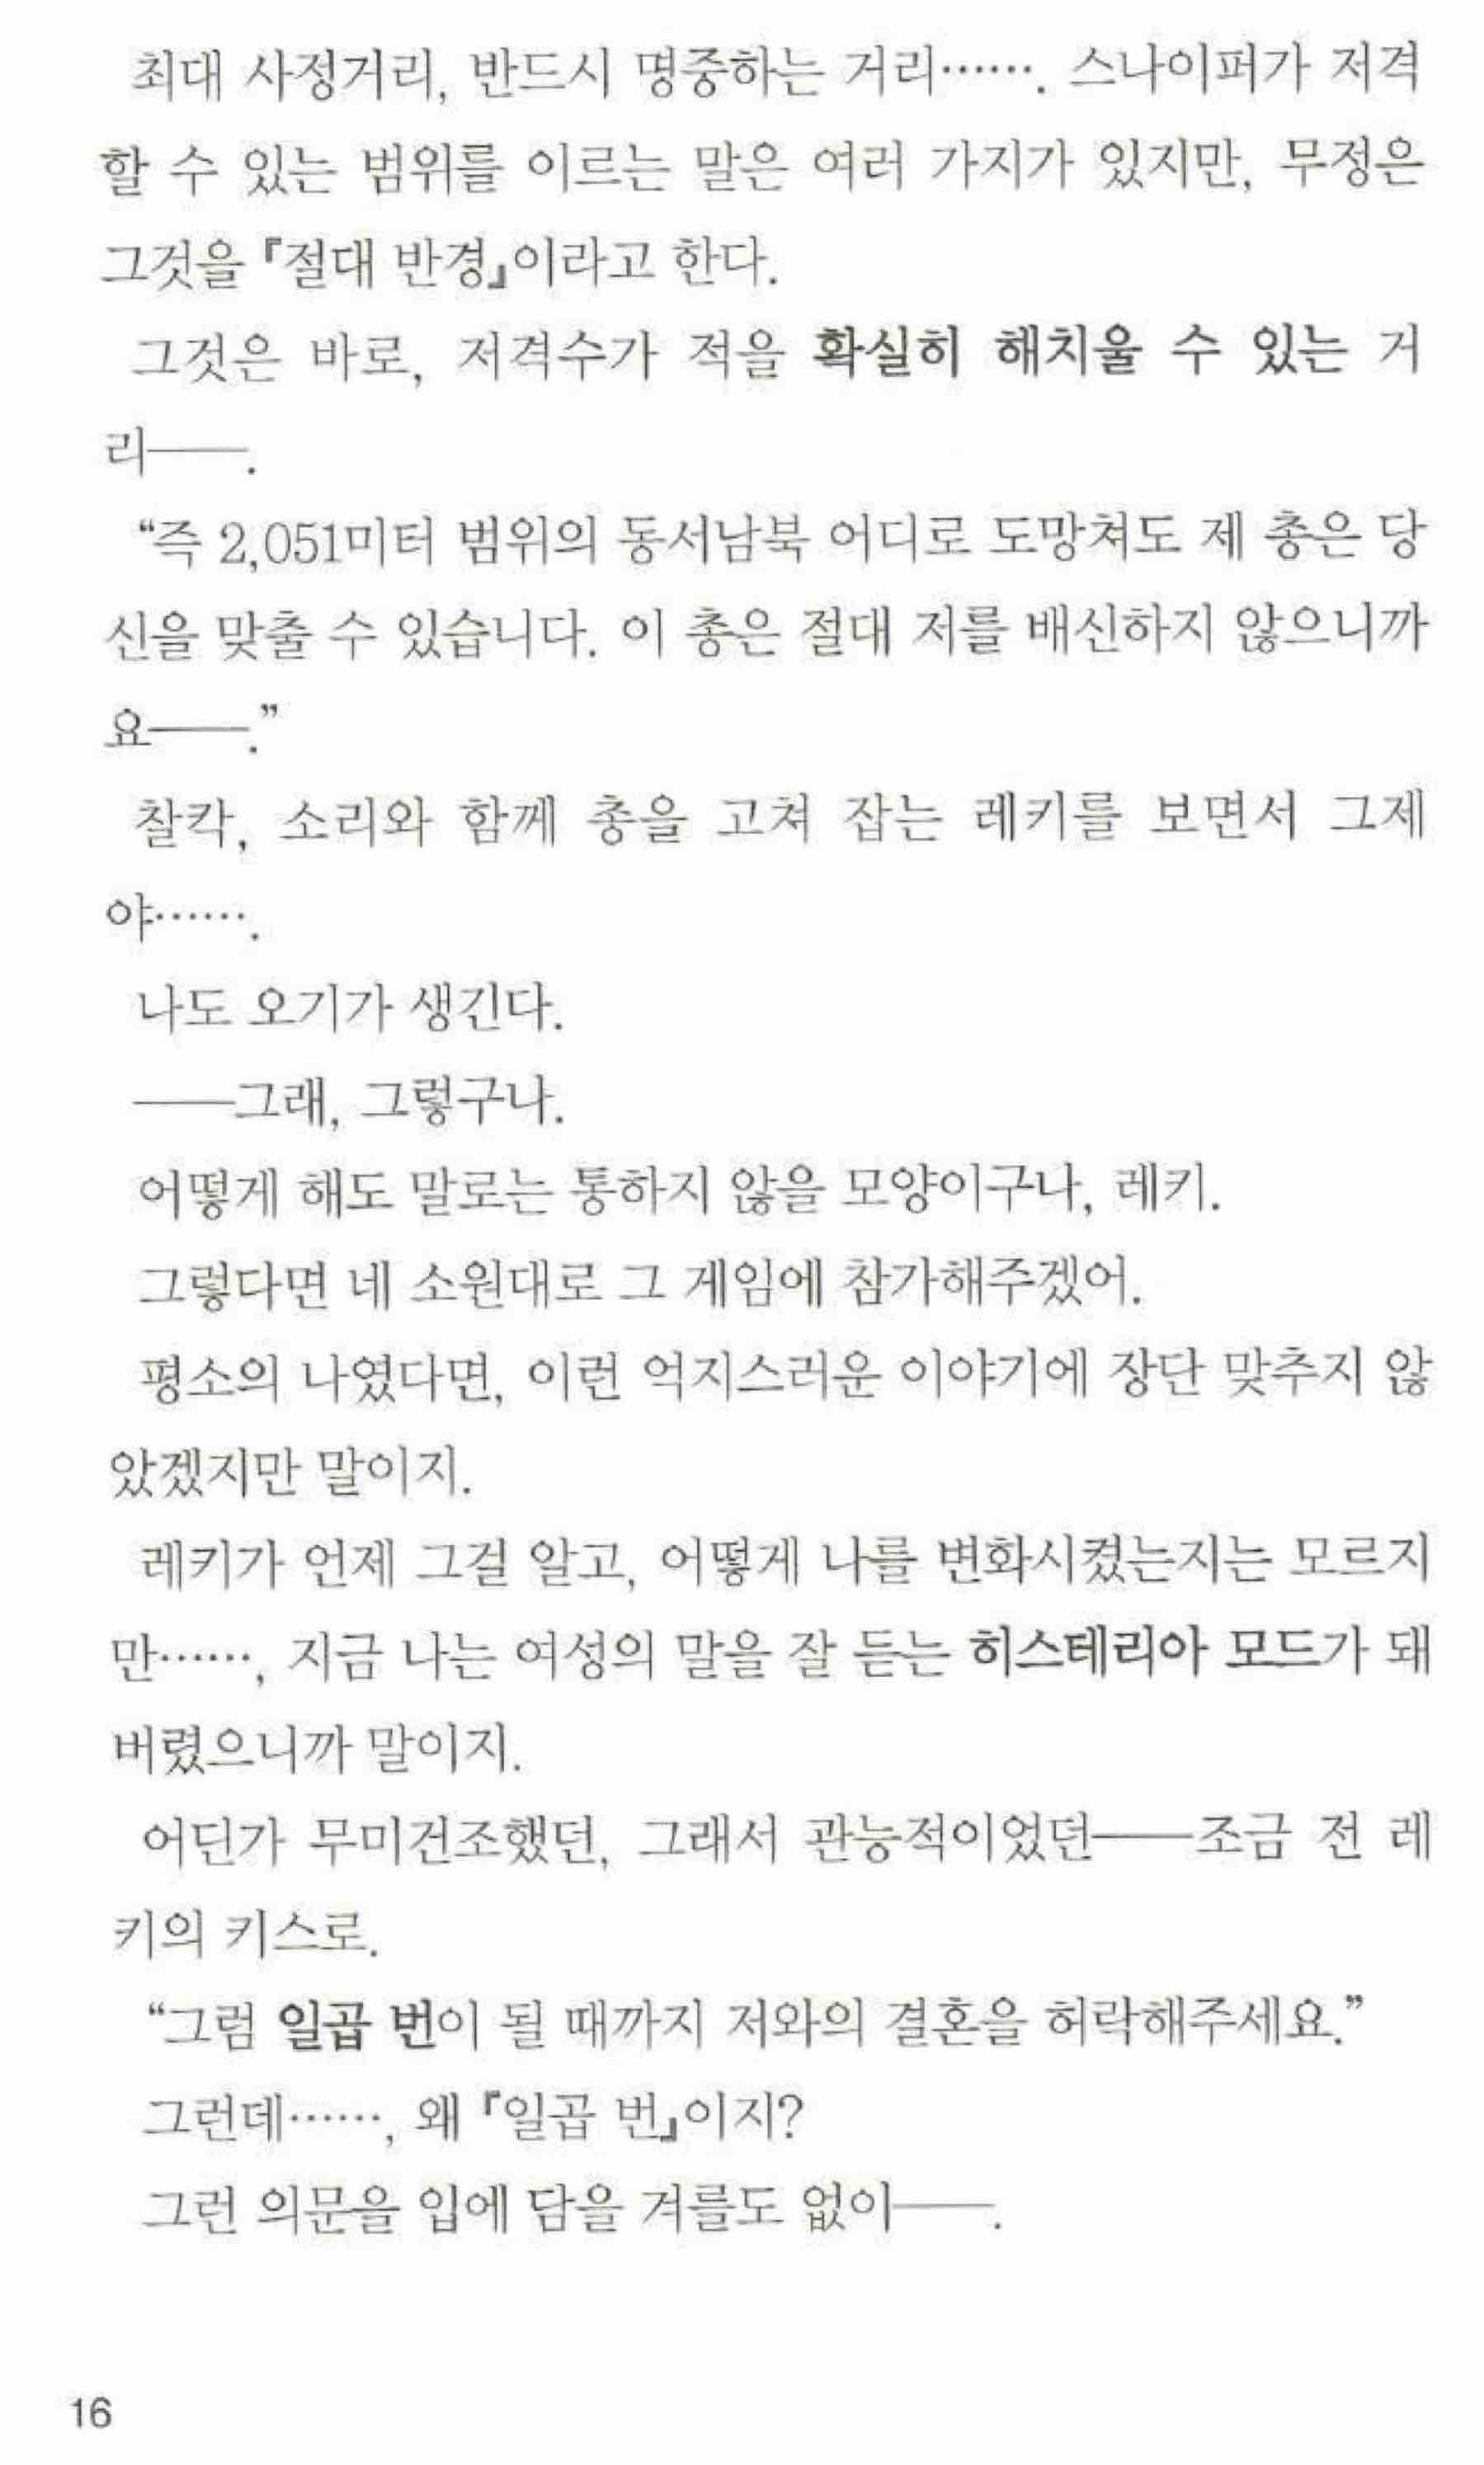 최대 사정거리, 반드시 명중하는 거리……. 스나이퍼가 저격
할 수 있는 범위를 이르는 말은 여러 가지가 있지만, 무정은
그것을 『절대 반경』이라고 한다.
그것은 바로, 저격수가 적을 확실히 해치울 수 있는 거
리――.
“즉 2,051미터 범위의 동서남북 어디로 도망쳐도 제 총은 당
신을 맞출 수 있습니다. 이 총은 절대 저를 배신하지 않으니까
요――.”
찰칵, 소리와 함께 총을 고쳐 잡는 레키를 보면서 그제
야…….
나도 오기가 생긴다.
――그래, 그렇구나.
어떻게 해도 말로는 통하지 않을 모양이구나, 레키.
그렇다면 네 소원대로 그 게임에 참가해주겠어.
평소의 나였다면, 이런 억지스러운 이야기에 장단 맞추지 않
았겠지만 말이지.
레키가 언제 그걸 알고, 어떻게 나를 변화시켰는지는 모르지
만……, 지금 나는 여성의 말을 잘 듣는 히스테리아 모드가 돼
버렸으니까 말이지.
어딘가 무미건조했던, 그래서 관능적이었던――조금 전 레
키의 키스로.
“그럼 일곱 번이 될 때까지 저와의 결혼을 허락해주세요.”
그런데……, 왜 『일곱 번』이지?
그런 의문을 입에 담을 겨를도 없이――.
16